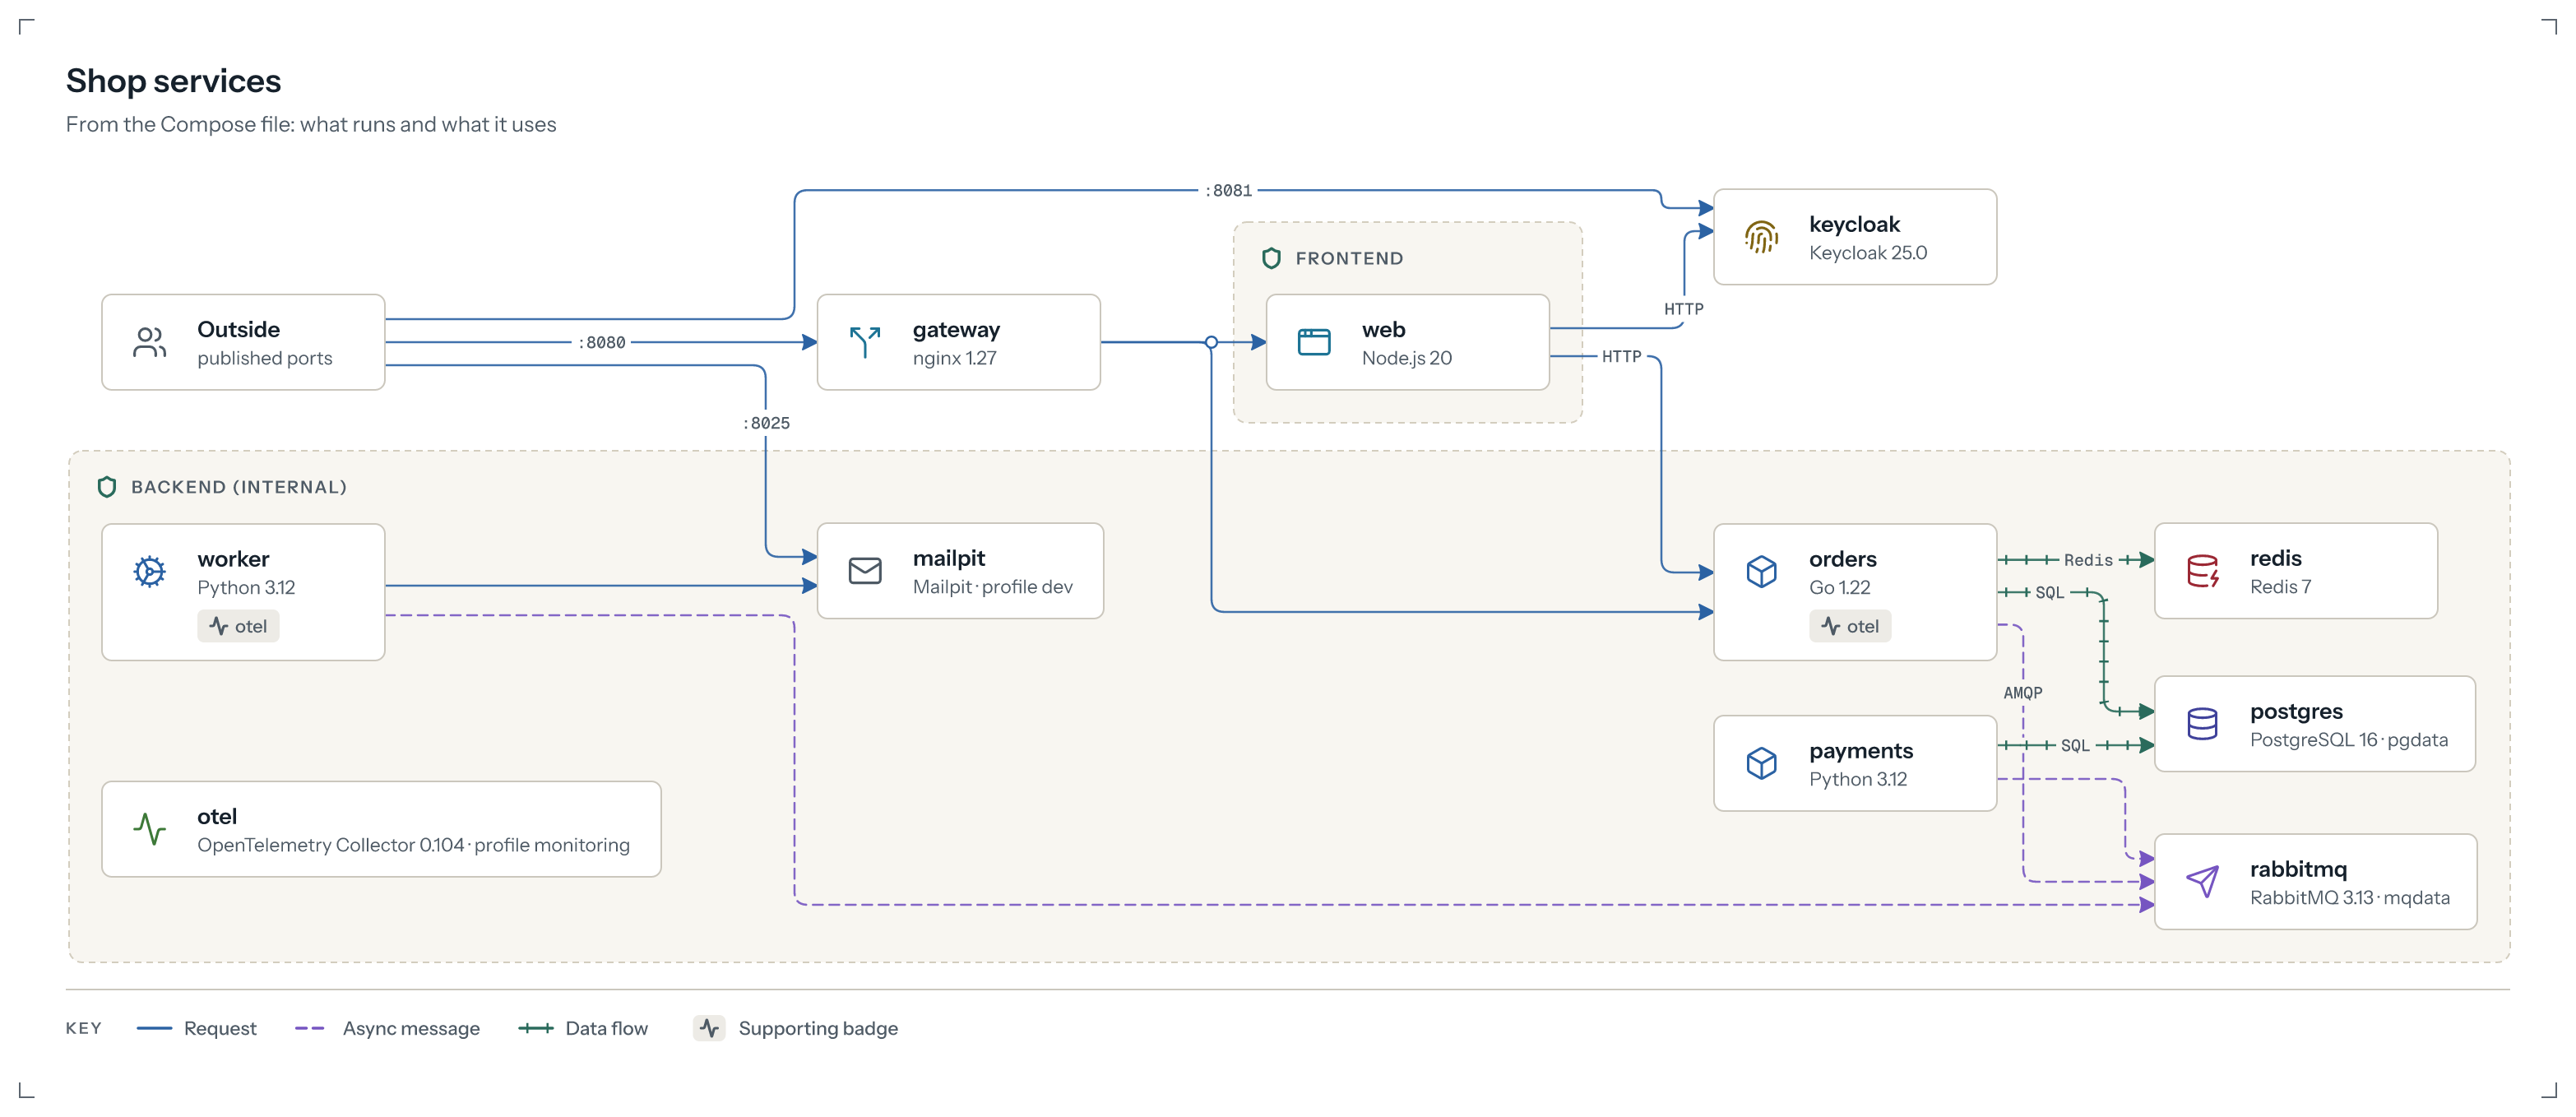 Shop services
From the Compose file: what runs and what it uses
:8081
keycloak
Keycloak 25.0
FRONTEND
HTTP
Outside
published ports
:8080
gateway
nginx 1.27
web
Node.js 20
HTTP
:8025
BACKEND (INTERNAL)
worker
Python 3.12
otel
mailpit
Mailpit · profile dev
orders
Go 1.22
otel
Redis
SQL
redis
Redis 7
AMQP
postgres
PostgreSQL 16 · pgdata
payments
Python 3.12
SQL
otel
OpenTelemetry Collector 0.104 · profile monitoring
rabbitmq
RabbitMQ 3.13 · mqdata
KEY
Request
Async message
Data flow
Supporting badge